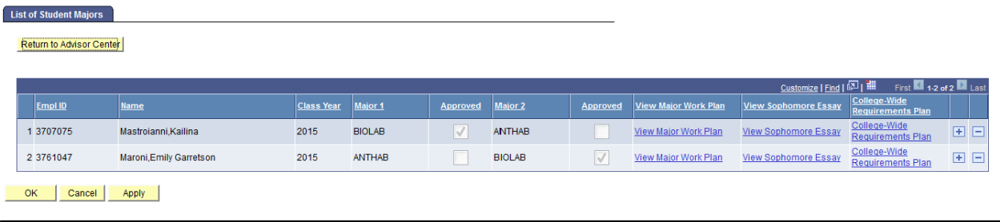 List of Student Majors
Return to Advisor Center
Customize | Find | | First 1-2 of 2 Last
Empl ID Name Class Year Major 1 Approved Major 2 Approved View Major Work Plan View Sophomore Essay College-Wide Requirements Plan
1 3707075 Mastroianni,Kailina 2015 BIOLAB ANTHAB View Major Work Plan View Sophomore Essay College-Wide Requirements Plan
2 3761047 Maroni,Emily Garretson 2015 ANTHAB BIOLAB View Major Work Plan View Sophomore Essay College-Wide Requirements Plan
OK Cancel Apply